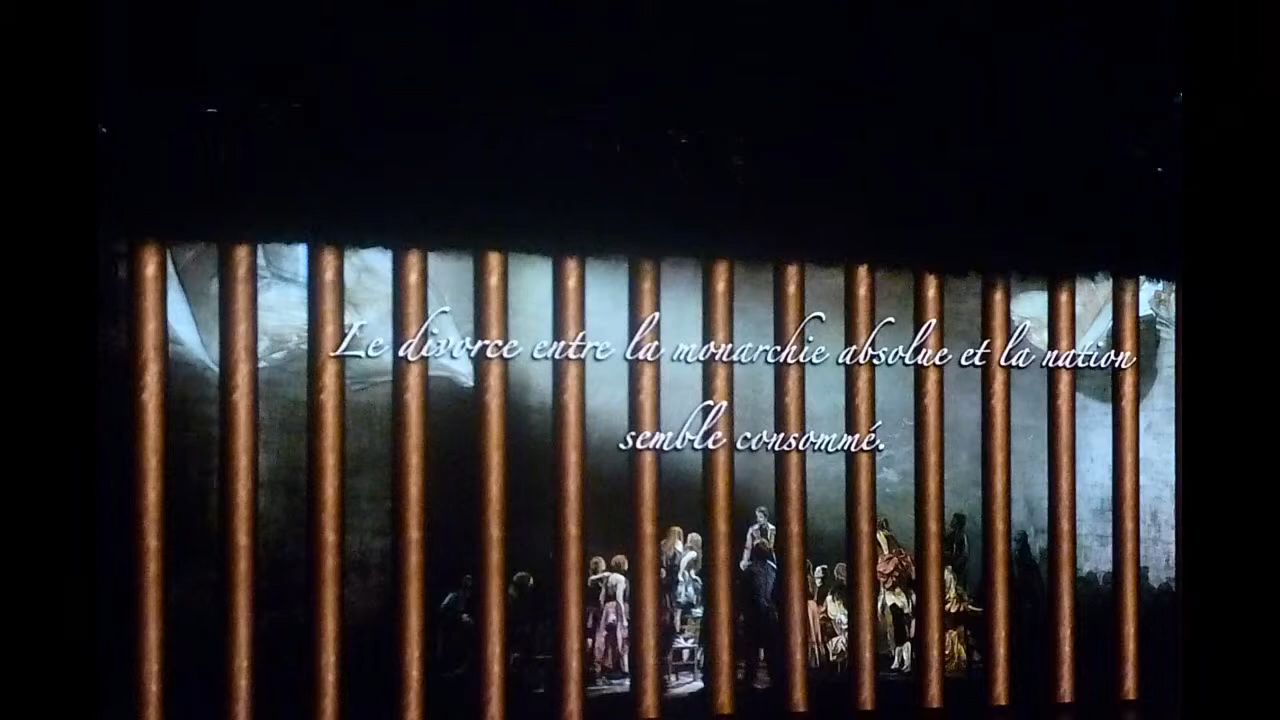 Le divorce entre la monarchie absolue et la nation
semble consommé.